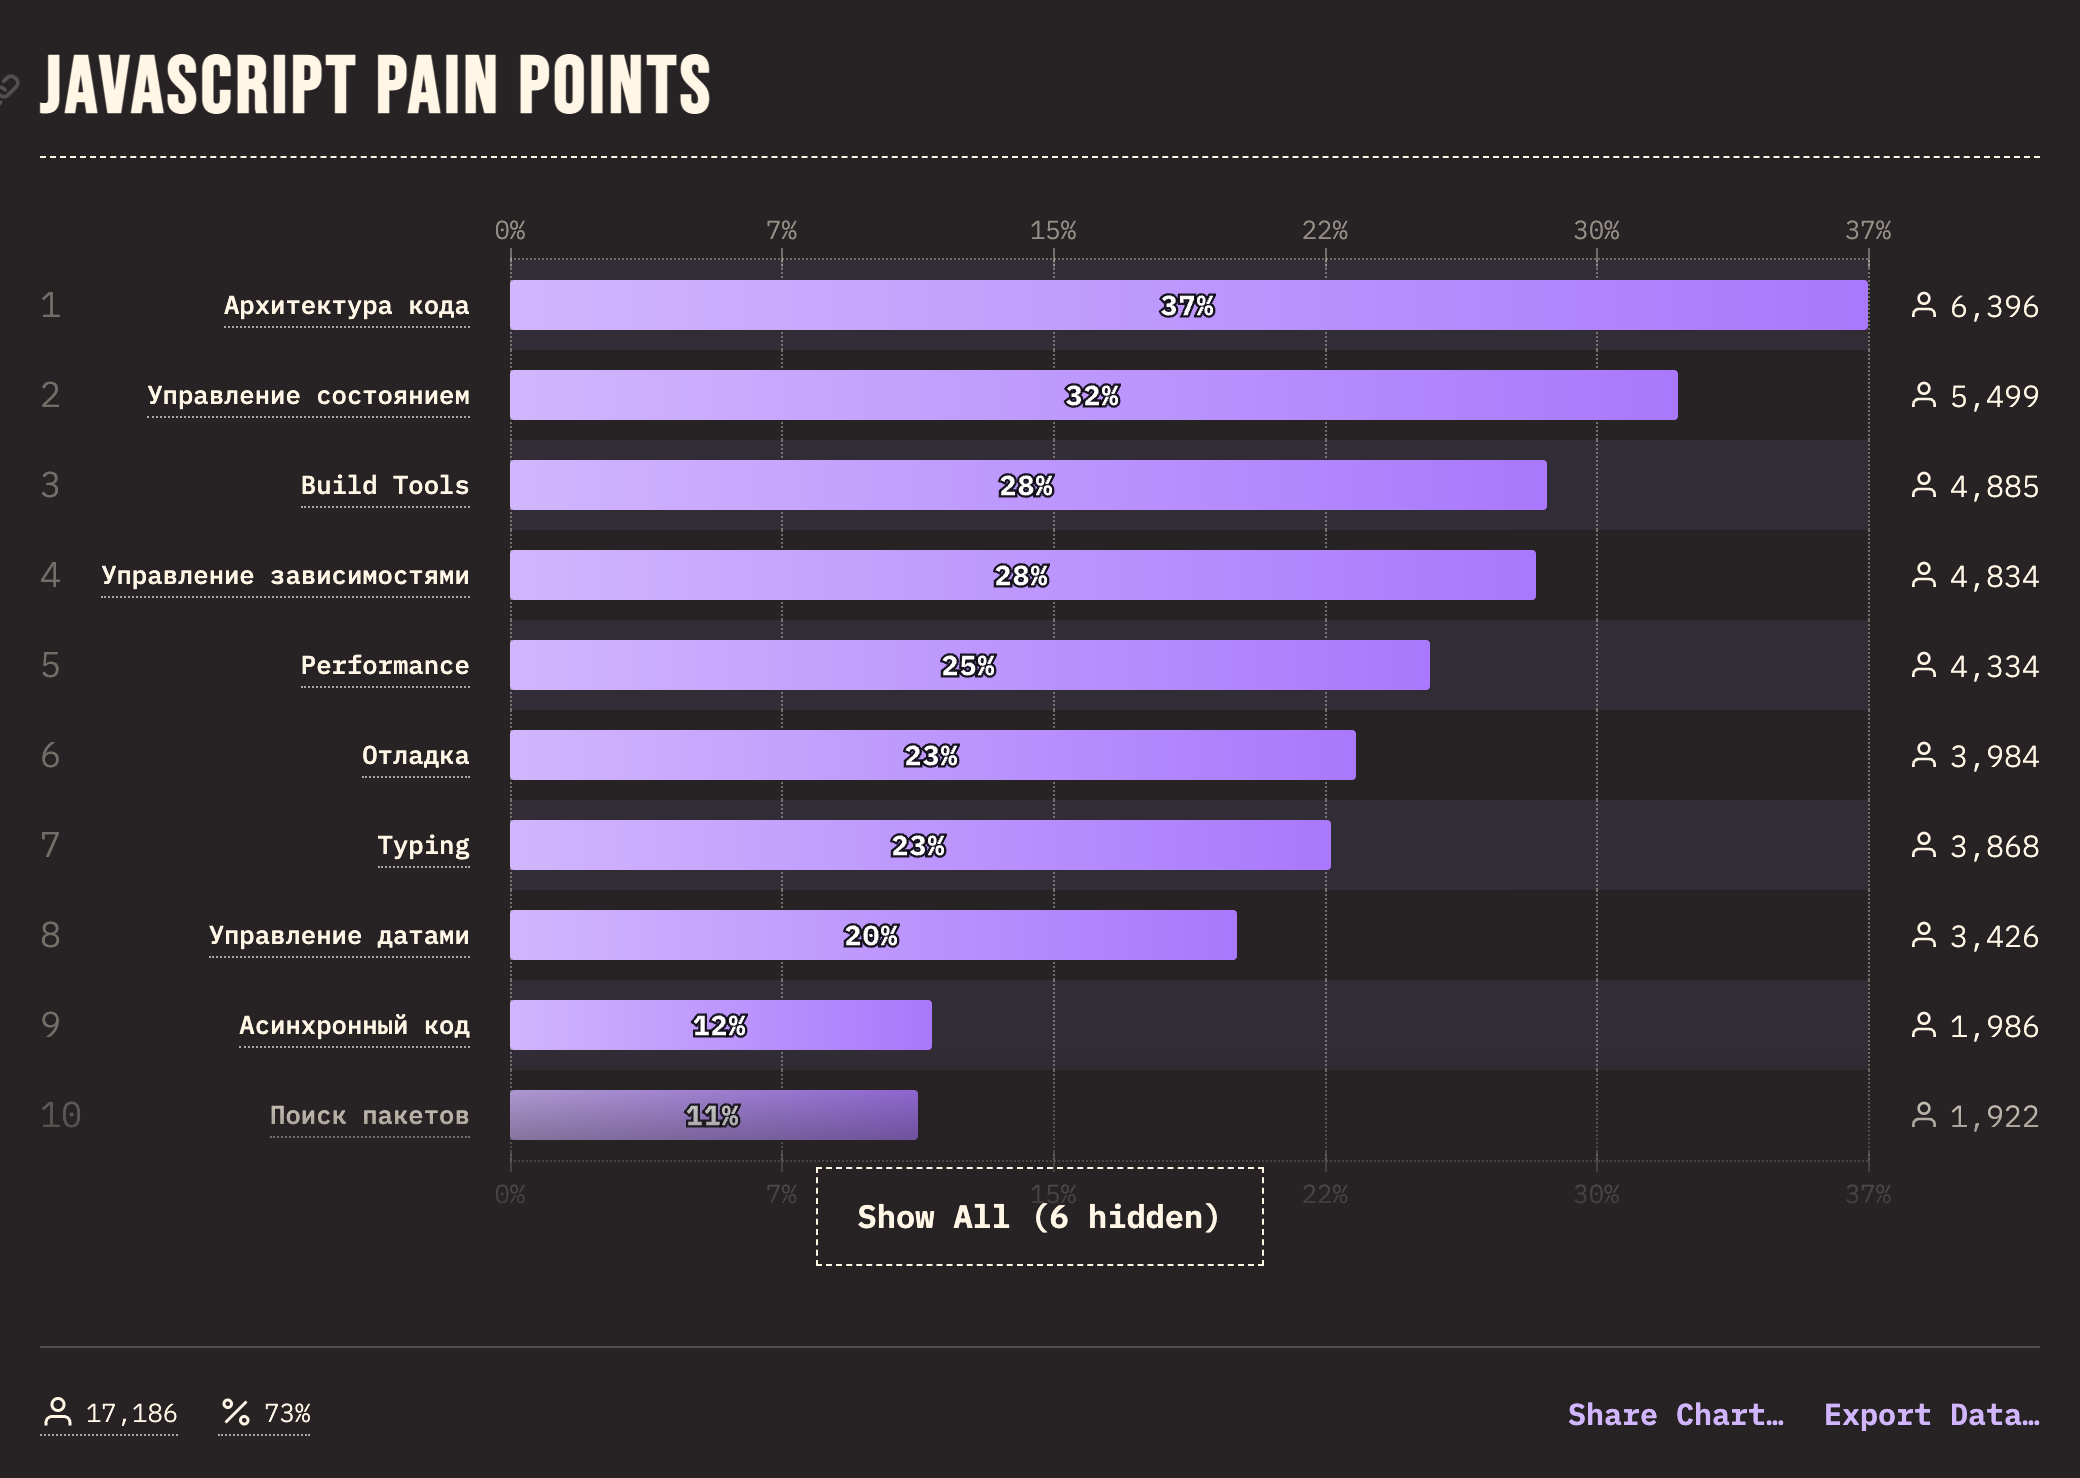 JAVASCRIPT PAIN POINTS
0% 7% 15% 22% 30% 37%
1 Архитектура кода 37% 6,396
2 Управление состоянием 32% 5,499
3 Build Tools 28% 4,885
4 Управление зависимостями 28% 4,834
5 Performance 25% 4,334
6 Отладка 23% 3,984
7 Typing 23% 3,868
8 Управление датами 20% 3,426
9 Асинхронный код 12% 1,986
10 Поиск пакетов 11% 1,922
0% 7% 15% 22% 30% 37%
Show All (6 hidden)
17,186 73% Share Chart… Export Data…